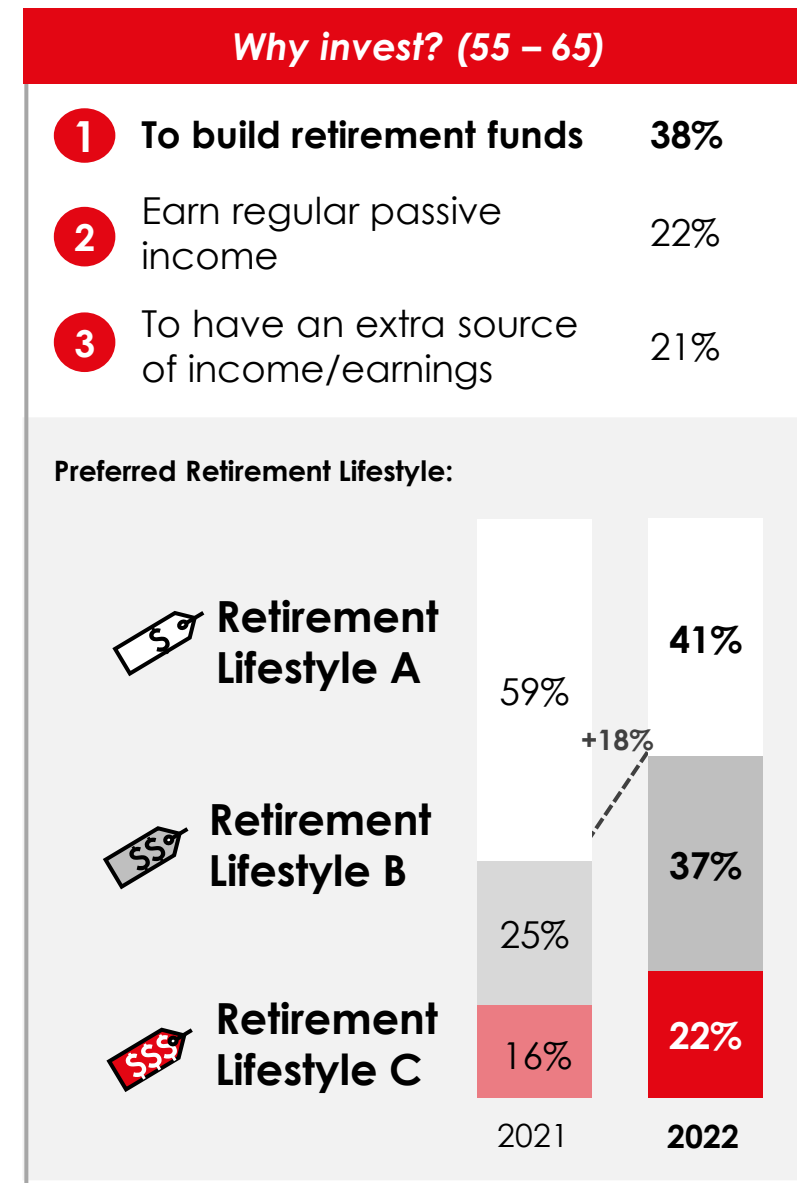 Why invest? (55 – 65)
1 To build retirement funds 38%
2 Earn regular passive
income 22%
3 To have an extra source
of income/earnings 21%
Preferred Retirement Lifestyle:
$ Retirement
Lifestyle A
59%
41%
+18%
$$ Retirement
Lifestyle B
25%
37%
$$$ Retirement
Lifestyle C
16%
22%
2021 2022